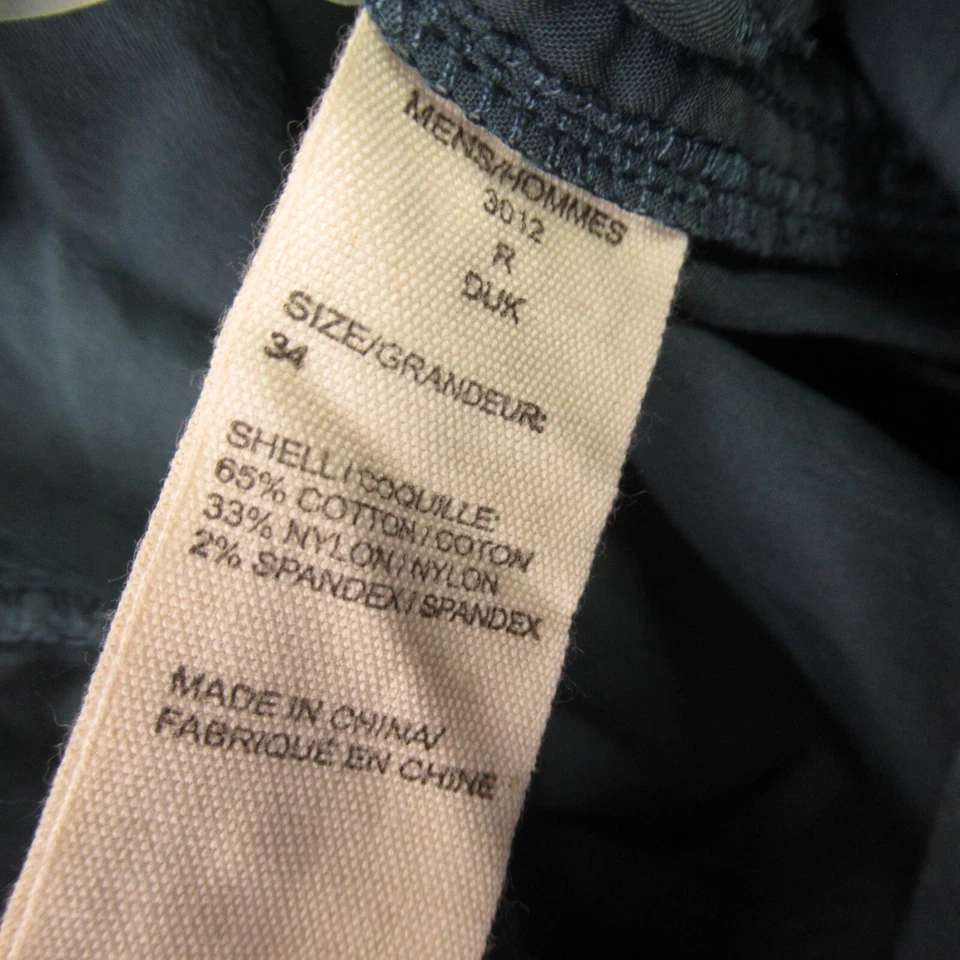 MENS/HOMMES
3012
R
DUK
SIZE/GRANDEUR:
34
SHELL/COQUILLE:
65% COTTON/COTON
33% NYLON/NYLON
2% SPANDEX/SPANDEX
MADE IN CHINA/
FABRIQUÉ EN CHINE